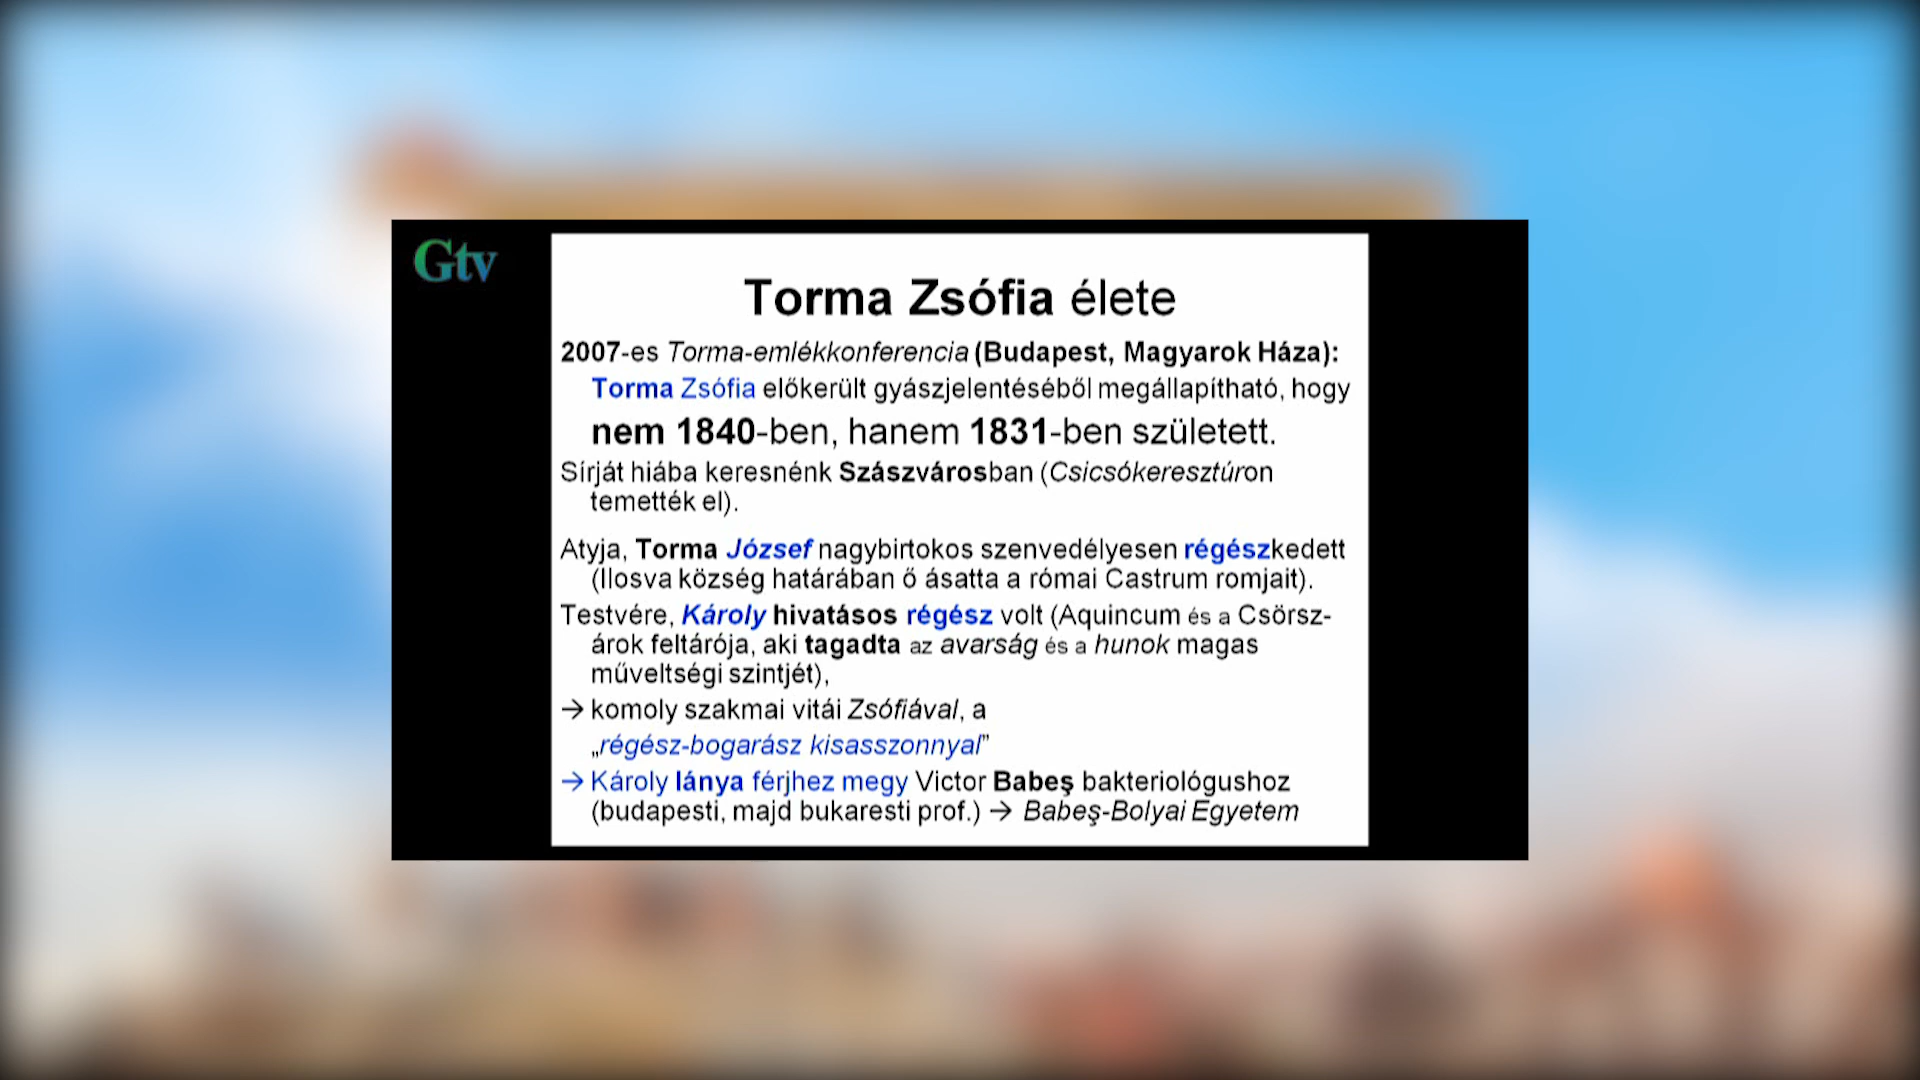 Gtv
Torma Zsófia élete
2007-es Torma-emlékkonferencia (Budapest, Magyarok Háza):
Torma Zsófia előkerült gyászjelentéséből megállapítható, hogy
nem 1840-ben, hanem 1831-ben született.
Sírját hiába keresnénk Szászvárosban (Csicsókeresztúron
temették el).
Atyja, Torma József nagybirtokos szenvedélyesen régészkedett
(Ilosva község határában ő ásatta a római Castrum romjait).
Testvére, Károly hivatásos régész volt (Aquincum és a Csörsz-
árok feltárója, aki tagadta az avarság és a hunok magas
műveltségi szintjét),
→ komoly szakmai vitái Zsófiával, a
„régész-bogarász kisasszonnyal”
→ Károly lánya férjhez megy Victor Babeş bakteriológushoz
(budapesti, majd bukaresti prof.) → Babeş-Bolyai Egyetem